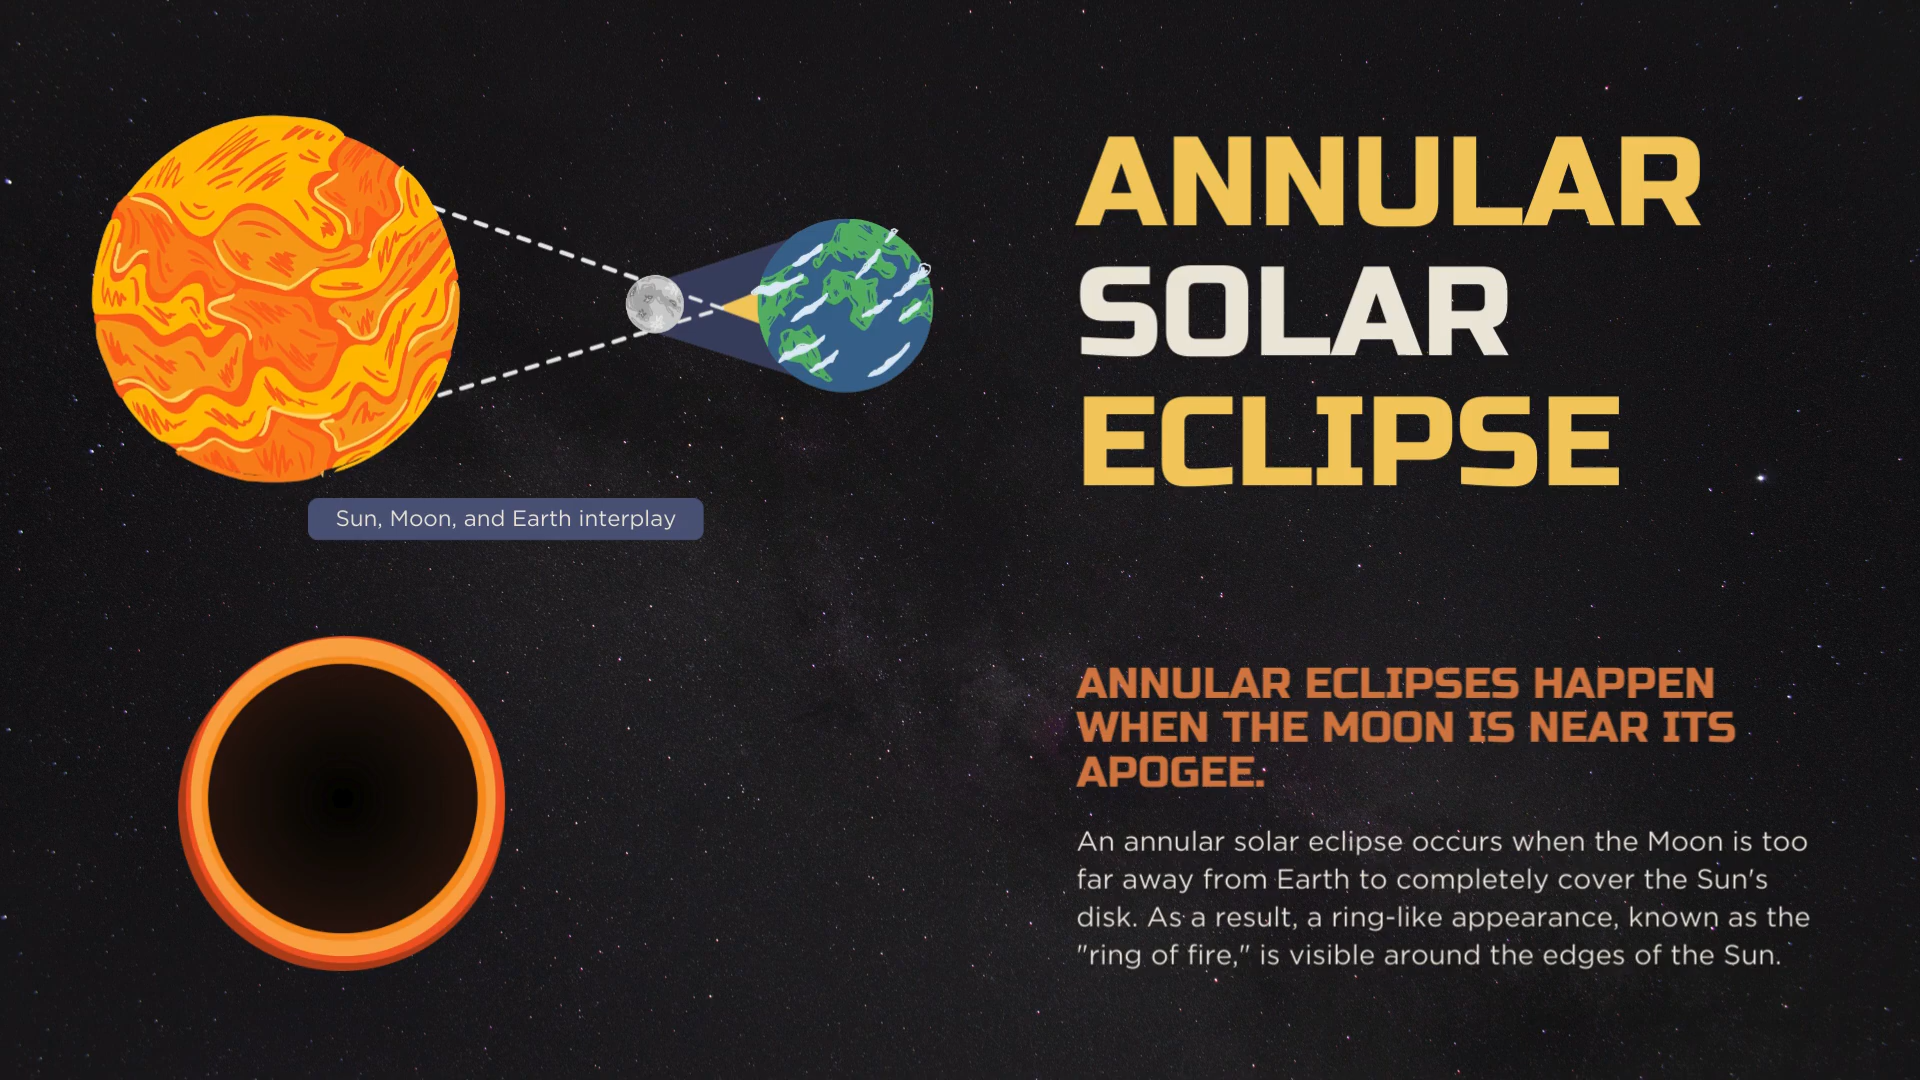 ANNULAR
SOLAR
ECLIPSE
Sun, Moon, and Earth interplay
ANNULAR ECLIPSES HAPPEN
WHEN THE MOON IS NEAR ITS
APOGEE.
An annular solar eclipse occurs when the Moon is too
far away from Earth to completely cover the Sun's
disk. As a result, a ring-like appearance, known as the
"ring of fire," is visible around the edges of the Sun.